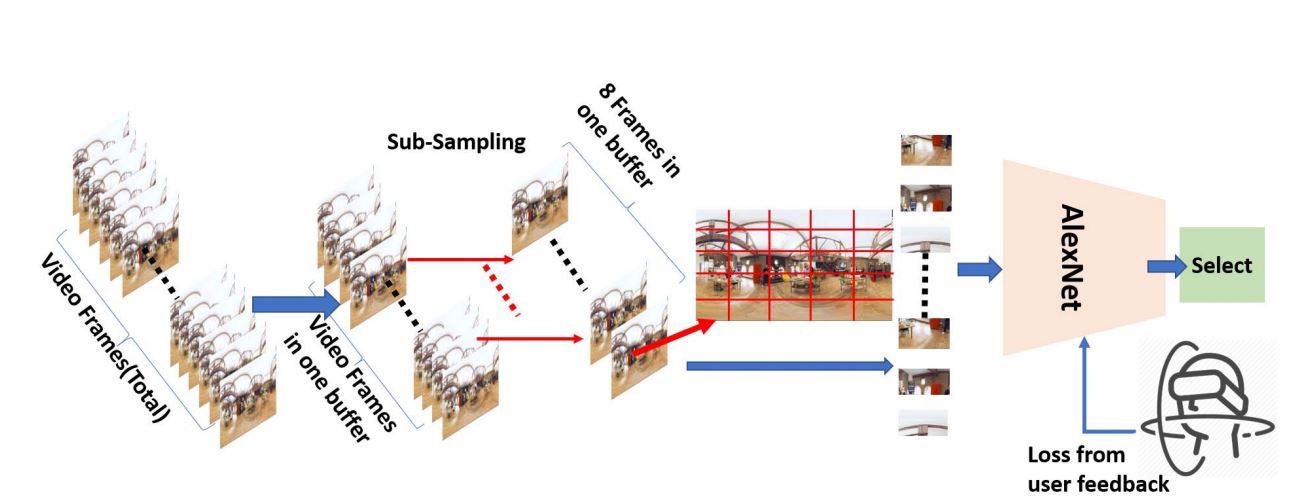 Video Frames(Total)
Video Frames
in one buffer
Sub-Sampling
8 Frames in
one buffer
AlexNet
Select
Loss from
user feedback